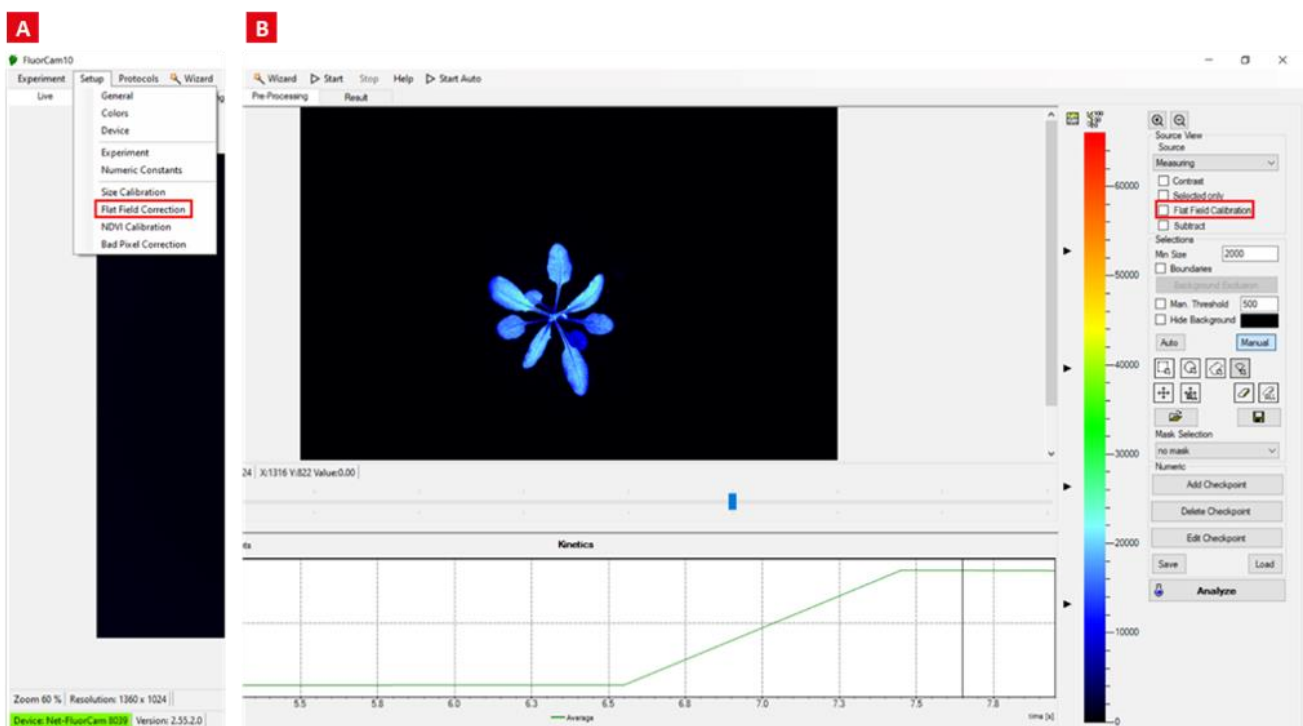 A
B
FluorCam10
Experiment Setup Protocols Wizard
Live
General
Colors
Device
Experiment
Numeric Constants
Size Calibration
Flat Field Correction
NDVI Calibration
Bad Pixel Correction
Zoom 60 % Resolution: 1360 x 1024
Device: Net-FluorCam 8039 Version: 2.55.2.0
Wizard Start Stop Help Start Auto
Pre-Processing Result
24 X:1316 Y:822 Value:0.00
Kinetics
5.5 5.8 6.0 6.3 6.5 6.8 7.0 7.3 7.5 7.8
Average
time [s]
60000
50000
40000
30000
20000
10000
0
Source View
Source
Measuring
Contrast
Selected only
Flat Field Calibration
Subtract
Selections
Min Size 2000
Boundaries
Background Exclusion
Man. Threshold 500
Hide Background
Auto Manual
Mask Selection
no mask
Numeric
Add Checkpoint
Delete Checkpoint
Edit Checkpoint
Save Load
Analyze